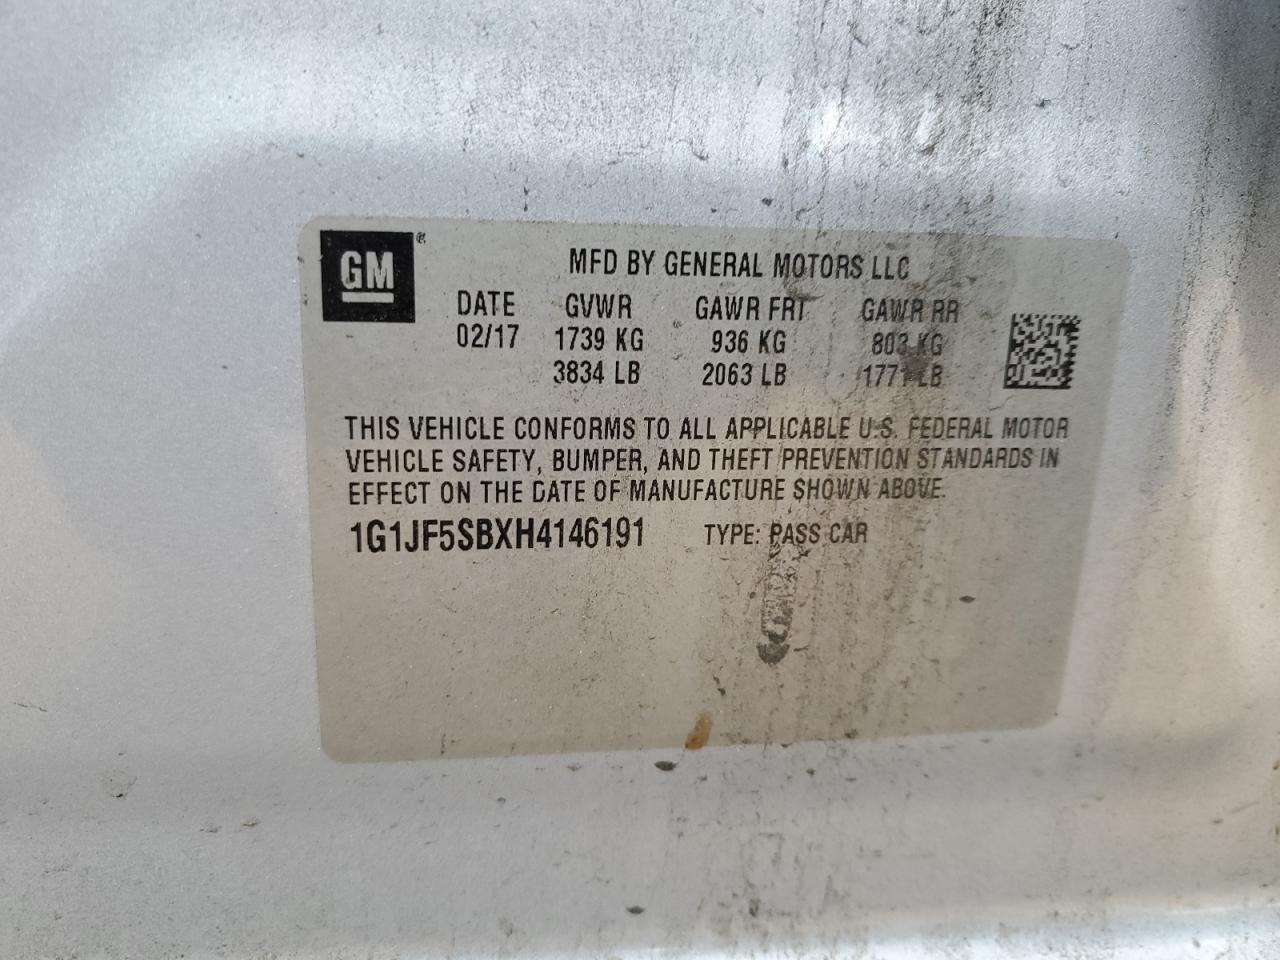 GM®
MFD BY GENERAL MOTORS LLC
DATE GVWR GAWR FRT GAWR RR
02/17 1739 KG 936 KG 803 KG
3834 LB 2063 LB 1771 LB
THIS VEHICLE CONFORMS TO ALL APPLICABLE U.S. FEDERAL MOTOR
VEHICLE SAFETY, BUMPER, AND THEFT PREVENTION STANDARDS IN
EFFECT ON THE DATE OF MANUFACTURE SHOWN ABOVE.
1G1JF5SBXH4146191 TYPE: PASS CAR